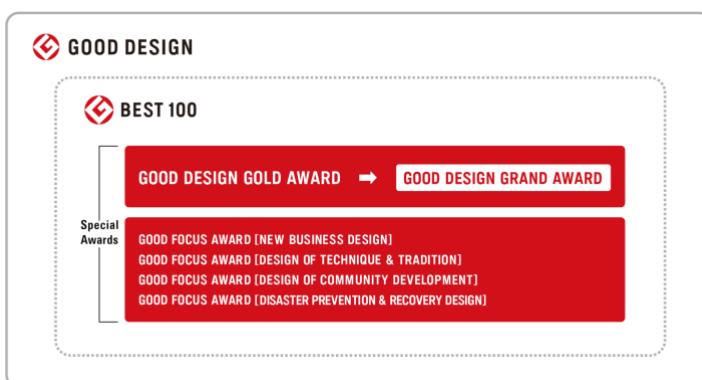 GOOD DESIGN
BEST 100
GOOD DESIGN GOLD AWARD ➡ GOOD DESIGN GRAND AWARD
Special
Awards
GOOD FOCUS AWARD [NEW BUSINESS DESIGN]
GOOD FOCUS AWARD [DESIGN OF TECHNIQUE & TRADITION]
GOOD FOCUS AWARD [DESIGN OF COMMUNITY DEVELOPMENT]
GOOD FOCUS AWARD [DISASTER PREVENTION & RECOVERY DESIGN]